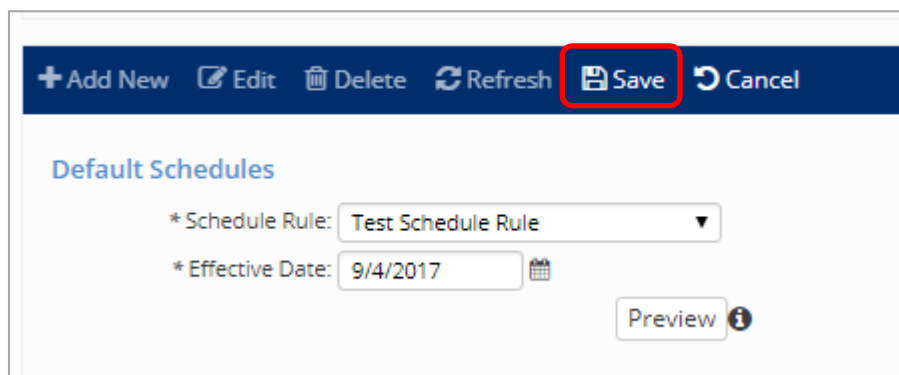 Add New Edit Delete Refresh Save Cancel
Default Schedules
* Schedule Rule: Test Schedule Rule
* Effective Date: 9/4/2017
Preview